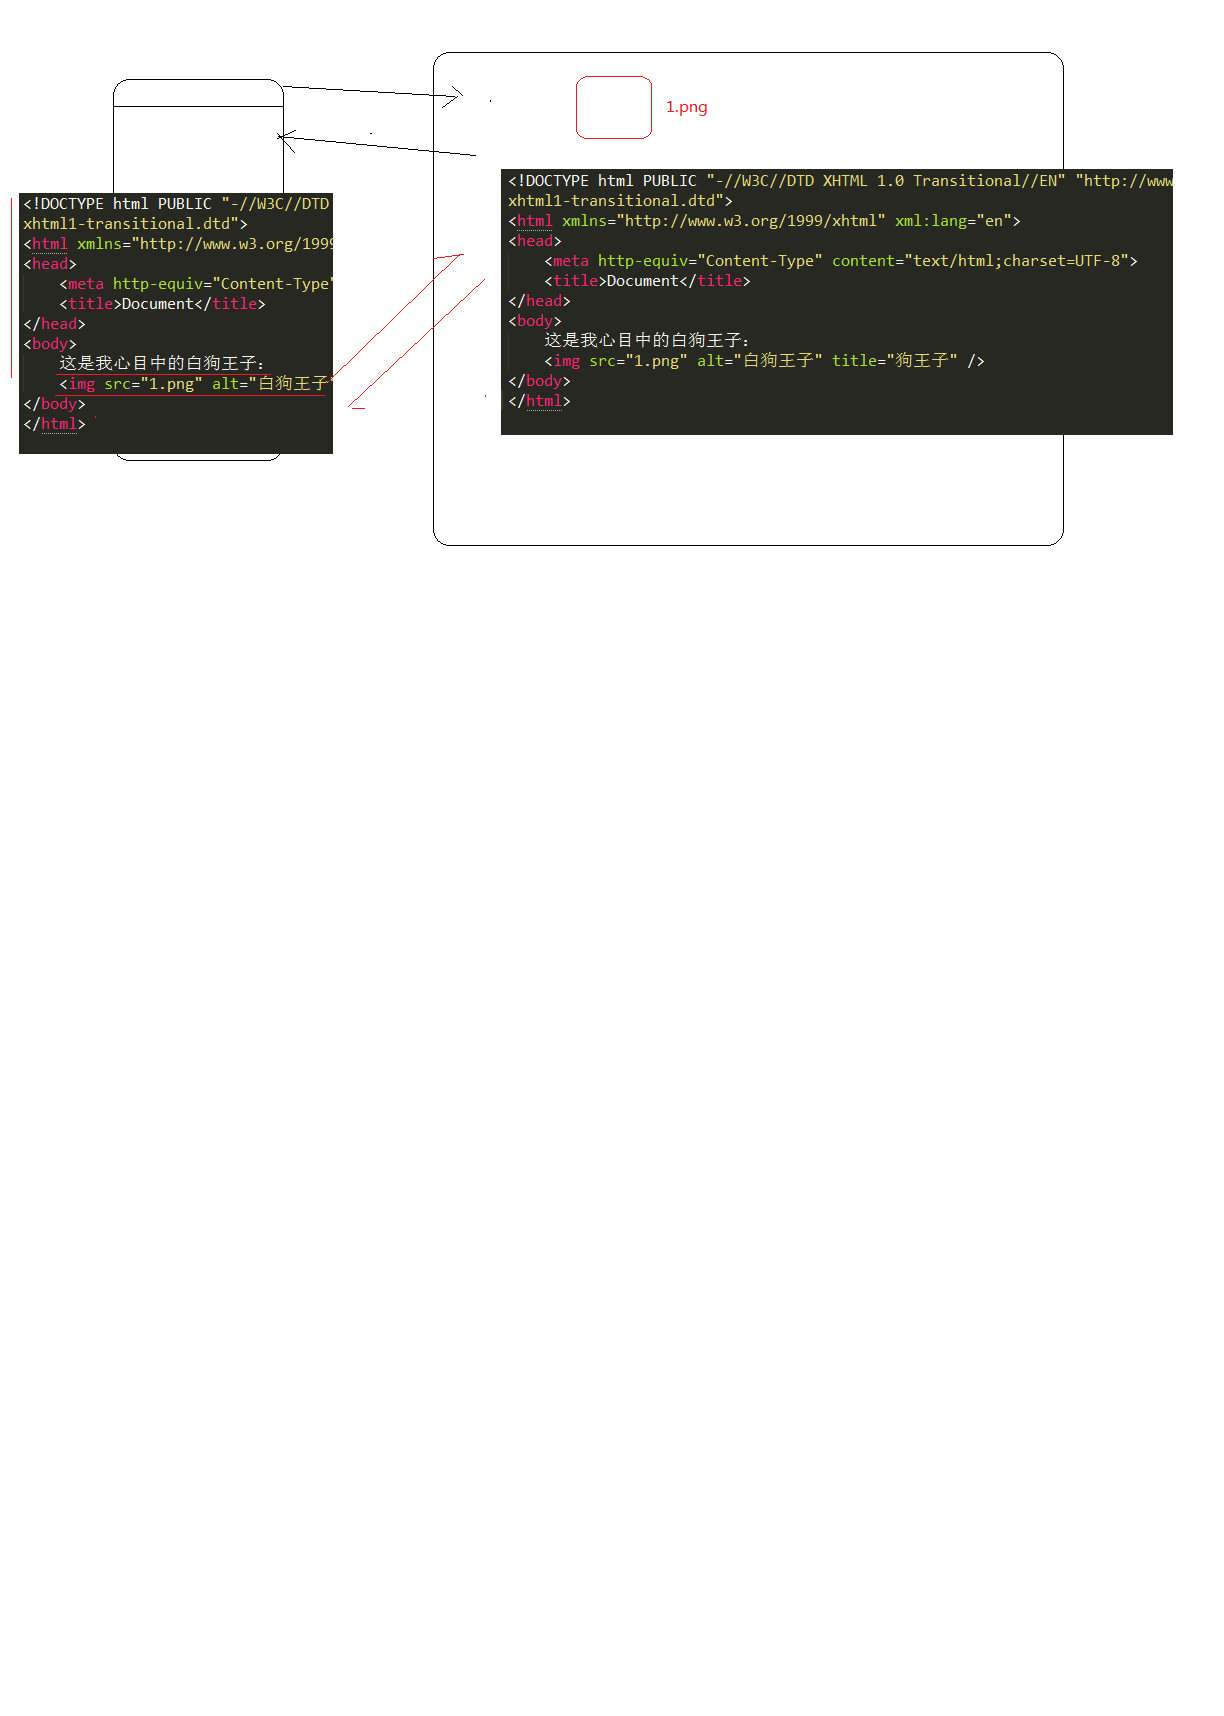 1.png
<!DOCTYPE html PUBLIC "-//W3C//DTD
xhtml1-transitional.dtd">
<html xmlns="http://www.w3.org/1999
<head>
<meta http-equiv="Content-Type"
<title>Document</title>
</head>
<body>
这是我心目中的白狗王子：
<img src="1.png" alt="白狗王子"
</body>
</html>
<!DOCTYPE html PUBLIC "-//W3C//DTD XHTML 1.0 Transitional//EN" "http://www
xhtml1-transitional.dtd">
<html xmlns="http://www.w3.org/1999/xhtml" xml:lang="en">
<head>
<meta http-equiv="Content-Type" content="text/html;charset=UTF-8">
<title>Document</title>
</head>
<body>
这是我心目中的白狗王子：
<img src="1.png" alt="白狗王子" title="狗王子" />
</body>
</html>